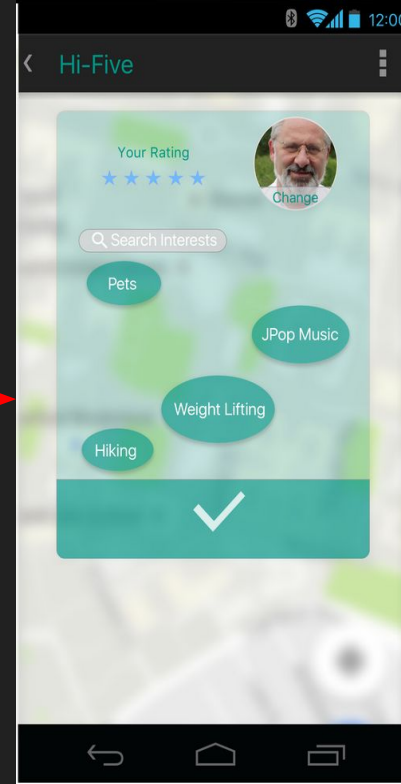 12:00
Hi-Five
Your Rating
Change
Search Interests
Pets
JPop Music
Weight Lifting
Hiking